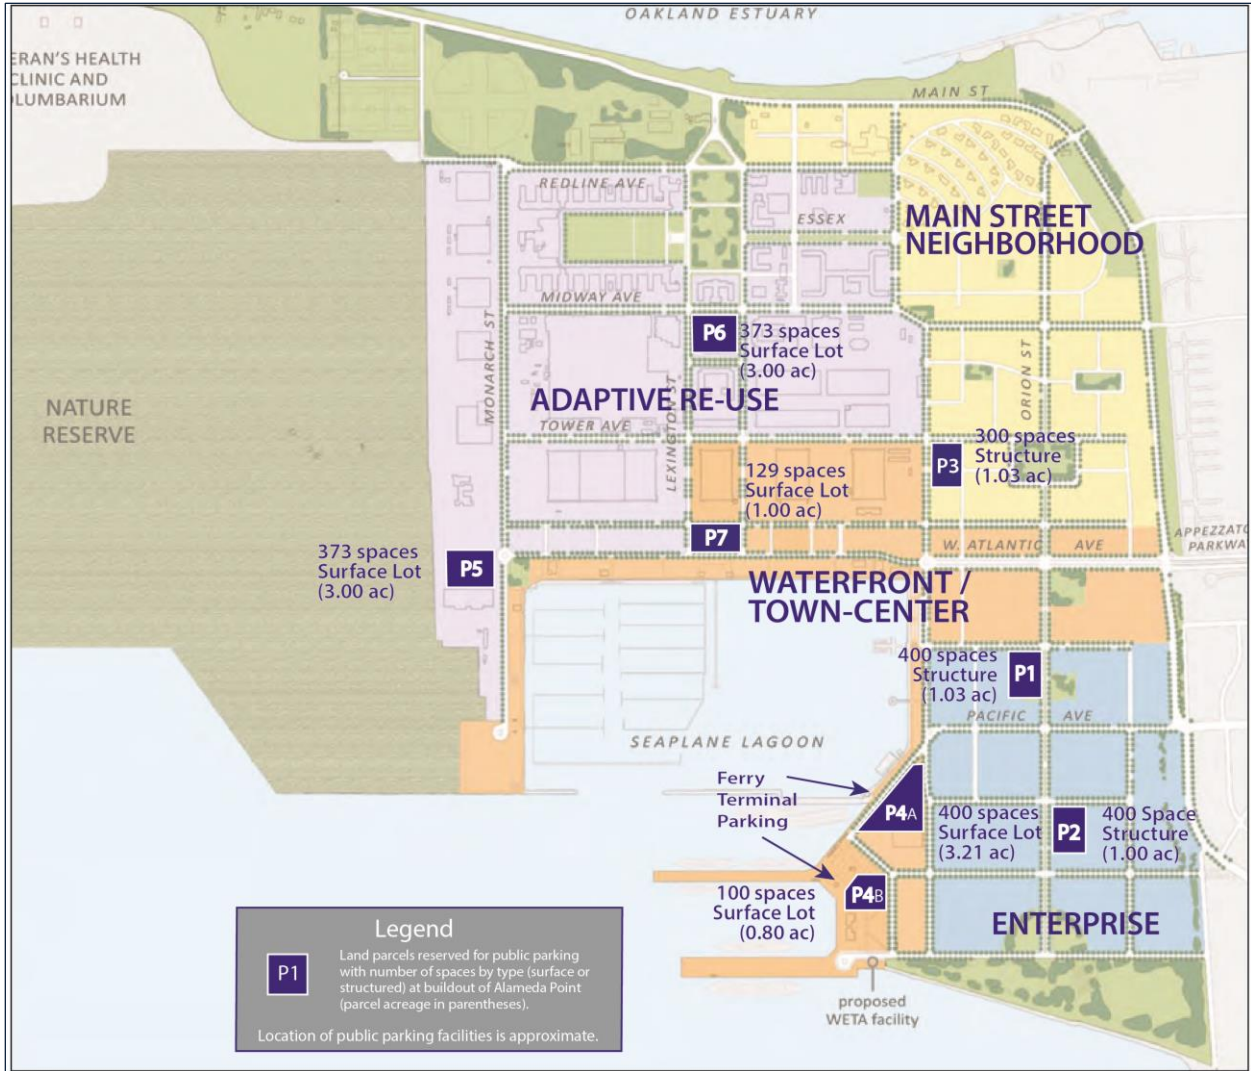 OAKLAND ESTUARY
ERAN'S HEALTH
CLINIC AND
OLUMBARIUM
MAIN ST
REDLINE AVE
ESSEX
MAIN STREET
NEIGHBORHOOD
MIDWAY AVE
MONARCH ST
P6
373 spaces
Surface Lot
(3.00 ac)
ORION ST
NATURE
RESERVE
ADAPTIVE RE-USE
LEXINGTON ST
TOWER AVE
P3
300 spaces
Structure
(1.03 ac)
129 spaces
Surface Lot
(1.00 ac)
P7
W. ATLANTIC AVE
APPEZZATO
PARKWA
373 spaces
Surface Lot
(3.00 ac)
P5
WATERFRONT /
TOWN-CENTER
400 spaces
Structure
(1.03 ac)
P1
PACIFIC AVE
SEAPLANE LAGOON
Ferry
Terminal
Parking
P4A
400 spaces
Surface Lot
(3.21 ac)
P2
400 Space
Structure
(1.00 ac)
P4B
100 spaces
Surface Lot
(0.80 ac)
ENTERPRISE
proposed
WETA facility
Legend
P1
Land parcels reserved for public parking
with number of spaces by type (surface or
structured) at buildout of Alameda Point
(parcel acreage in parentheses).
Location of public parking facilities is approximate.